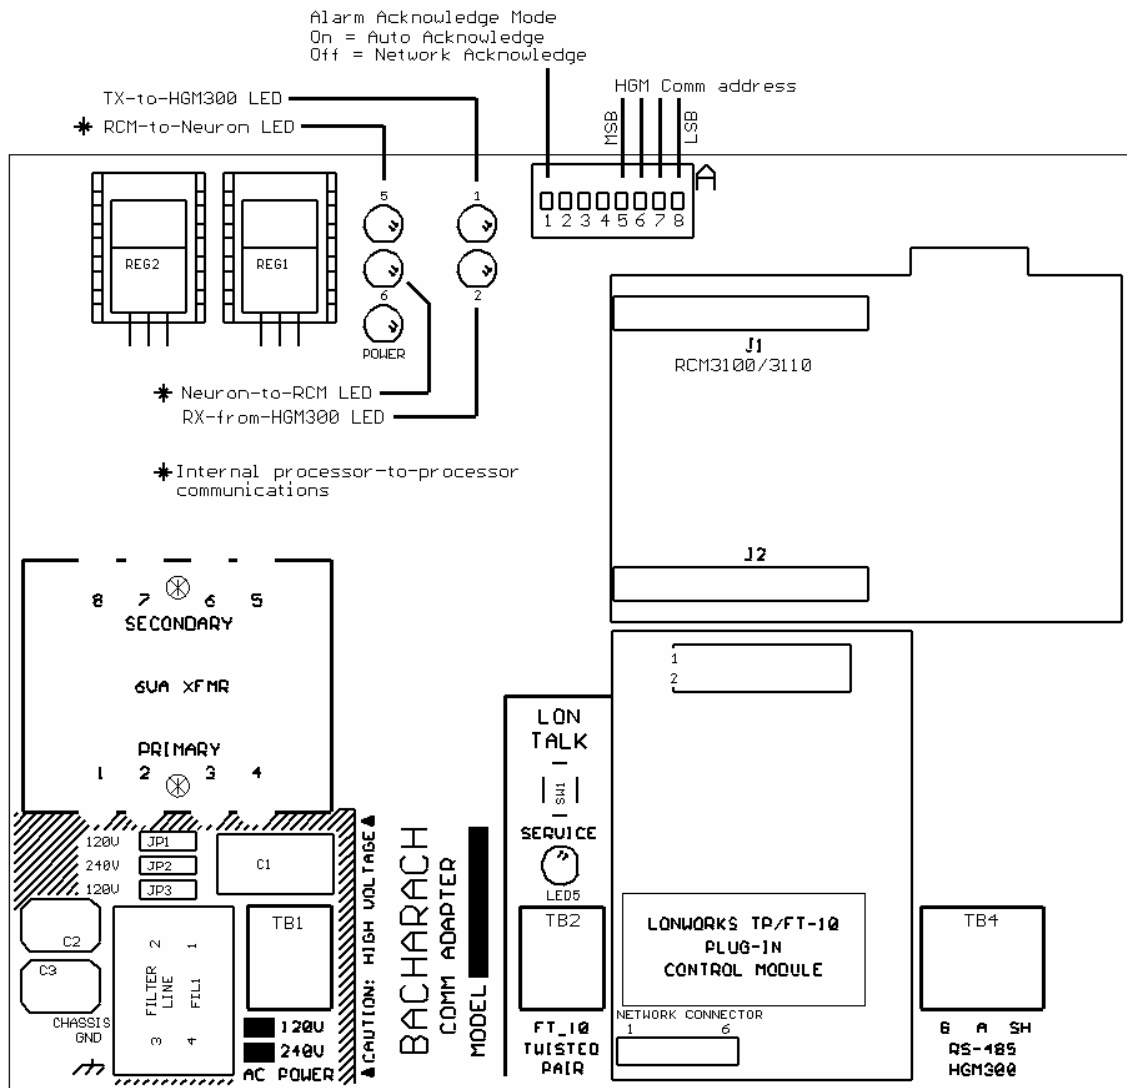 Alarm Acknowledge Mode
On = Auto Acknowledge
Off = Network Acknowledge
HGM Comm address
TX-to-HGM300 LED
RCM-to-Neuron LED
MSB
LSB
5
1
1 2 3 4 5 6 7 8
REG2
REG1
6
2
POWER
J1
RCM3100/3110
* Neuron-to-RCM LED
RX-from-HGM300 LED
* Internal processor-to-processor
communications
J2
8 7 6 5
SECONDARY
6VA XFMR
PRIMARY
1 2 3 4
1
2
LON
TALK
SW1
SERVICE
LED5
120V JP1
240V JP2
120V JP3
C1
C2
C3
CHASSIS
GND
FILTER
LINE
FIL1
2 1
3 4
TB1
120V
240V
AC POWER
CAUTION: HIGH VOLTAGE
BACHARACH
COMM ADAPTER
MODEL
TB2
FT_10
TWISTED
PAIR
LONWORKS TP/FT-10
PLUG-IN
CONTROL MODULE
NETWORK CONNECTOR
1 6
TB4
B A SH
RS-485
HGM300